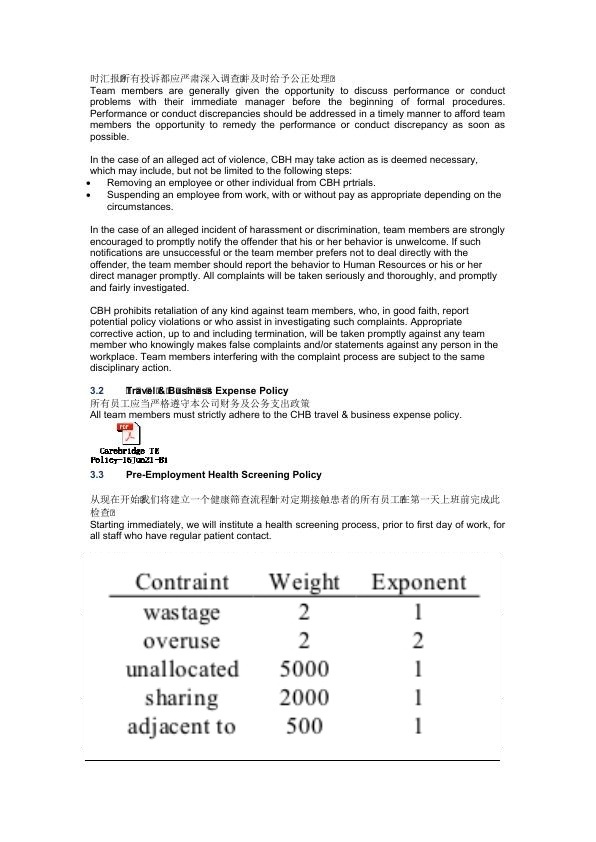 时汇报所有投诉都应严肃深入调查并及时给予公正处理
Team members are generally given the opportunity to discuss performance or conduct
problems with their immediate manager before the beginning of formal procedures.
Performance or conduct discrepancies should be addressed in a timely manner to afford team
members the opportunity to remedy the performance or conduct discrepancy as soon as
possible.
In the case of an alleged act of violence, CBH may take action as is deemed necessary,
which may include, but not be limited to the following steps:
• Removing an employee or other individual from CBH prtrials.
• Suspending an employee from work, with or without pay as appropriate depending on the
circumstances.
In the case of an alleged incident of harassment or discrimination, team members are strongly
encouraged to promptly notify the offender that his or her behavior is unwelcome. If such
notifications are unsuccessful or the team member prefers not to deal directly with the
offender, the team member should report the behavior to Human Resources or his or her
direct manager promptly. All complaints will be taken seriously and thoroughly, and promptly
and fairly investigated.
CBH prohibits retaliation of any kind against team members, who, in good faith, report
potential policy violations or who assist in investigating such complaints. Appropriate
corrective action, up to and including termination, will be taken promptly against any team
member who knowingly makes false complaints and/or statements against any person in the
workplace. Team members interfering with the complaint process are subject to the same
disciplinary action.
3.2 Travel & Business Expense Policy
所有员工应当严格遵守本公司财务及公务支出政策
All team members must strictly adhere to the CHB travel & business expense policy.
PDF
Carebridge TE
Policy-16Jun21-B1
3.3 Pre-Employment Health Screening Policy
从现在开始我们将建立一个健康筛查流程针对定期接触患者的所有员工在第一天上班前完成此
检查
Starting immediately, we will institute a health screening process, prior to first day of work, for
all staff who have regular patient contact.
Contraint Weight Exponent
wastage 2 1
overuse 2 2
unallocated 5000 1
sharing 2000 1
adjacent to 500 1